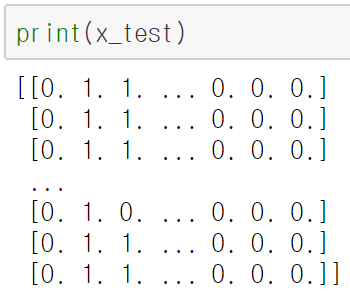 print(x_test)
[[0. 1. 1. ... 0. 0. 0.]
[0. 1. 1. ... 0. 0. 0.]
[0. 1. 1. ... 0. 0. 0.]
...
[0. 1. 0. ... 0. 0. 0.]
[0. 1. 1. ... 0. 0. 0.]
[0. 1. 1. ... 0. 0. 0.]]